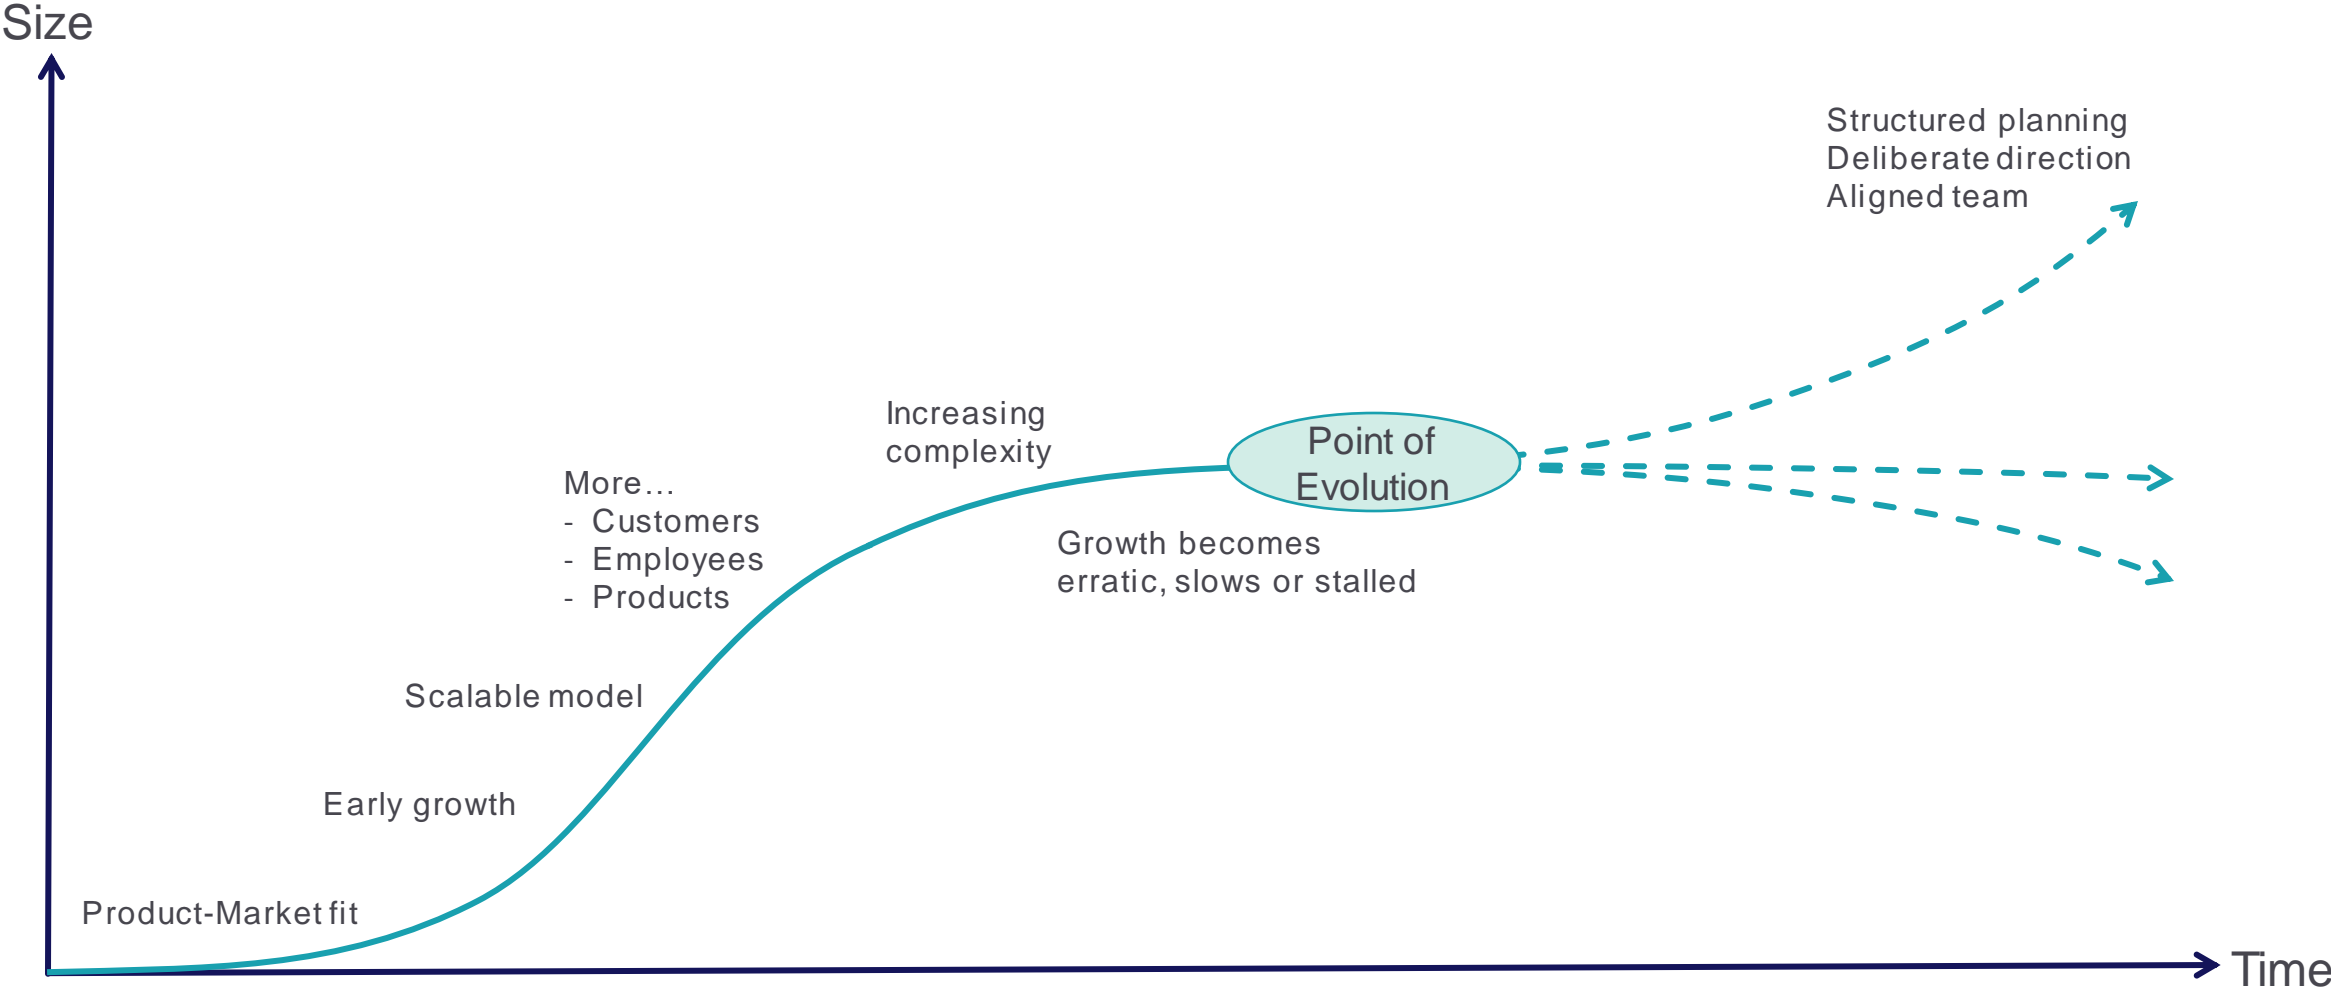 Size
Structured planning
Deliberate direction
Aligned team
Increasing
complexity
Point of
Evolution
More...
- Customers
- Employees
- Products
Growth becomes
erratic, slows or stalled
Scalable model
Early growth
Product-Market fit
Time